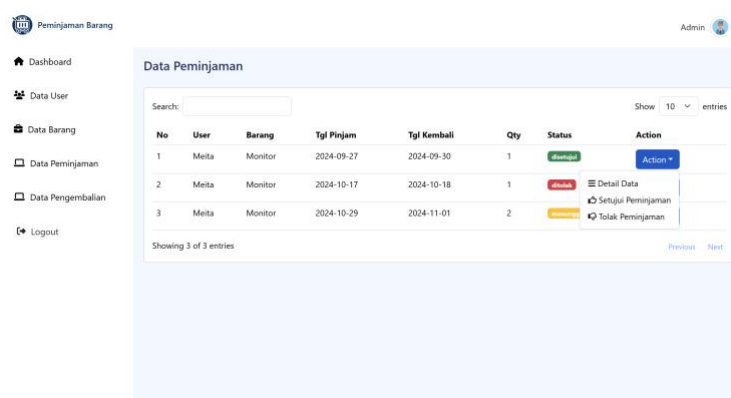 Peminjaman Barang
Admin
Dashboard
Data User
Data Barang
Data Peminjaman
Data Pengembalian
Logout
Data Peminjaman
Search:
Show 10 entries
No User Barang Tgl Pinjam Tgl Kembali Qty Status Action
1 Meita Monitor 2024-09-27 2024-09-30 1 disetujui Action
2 Meita Monitor 2024-10-17 2024-10-18 1 ditolak
3 Meita Monitor 2024-10-29 2024-11-01 2
Detail Data
Setujui Peminjaman
Tolak Peminjaman
Showing 3 of 3 entries
Previous Next